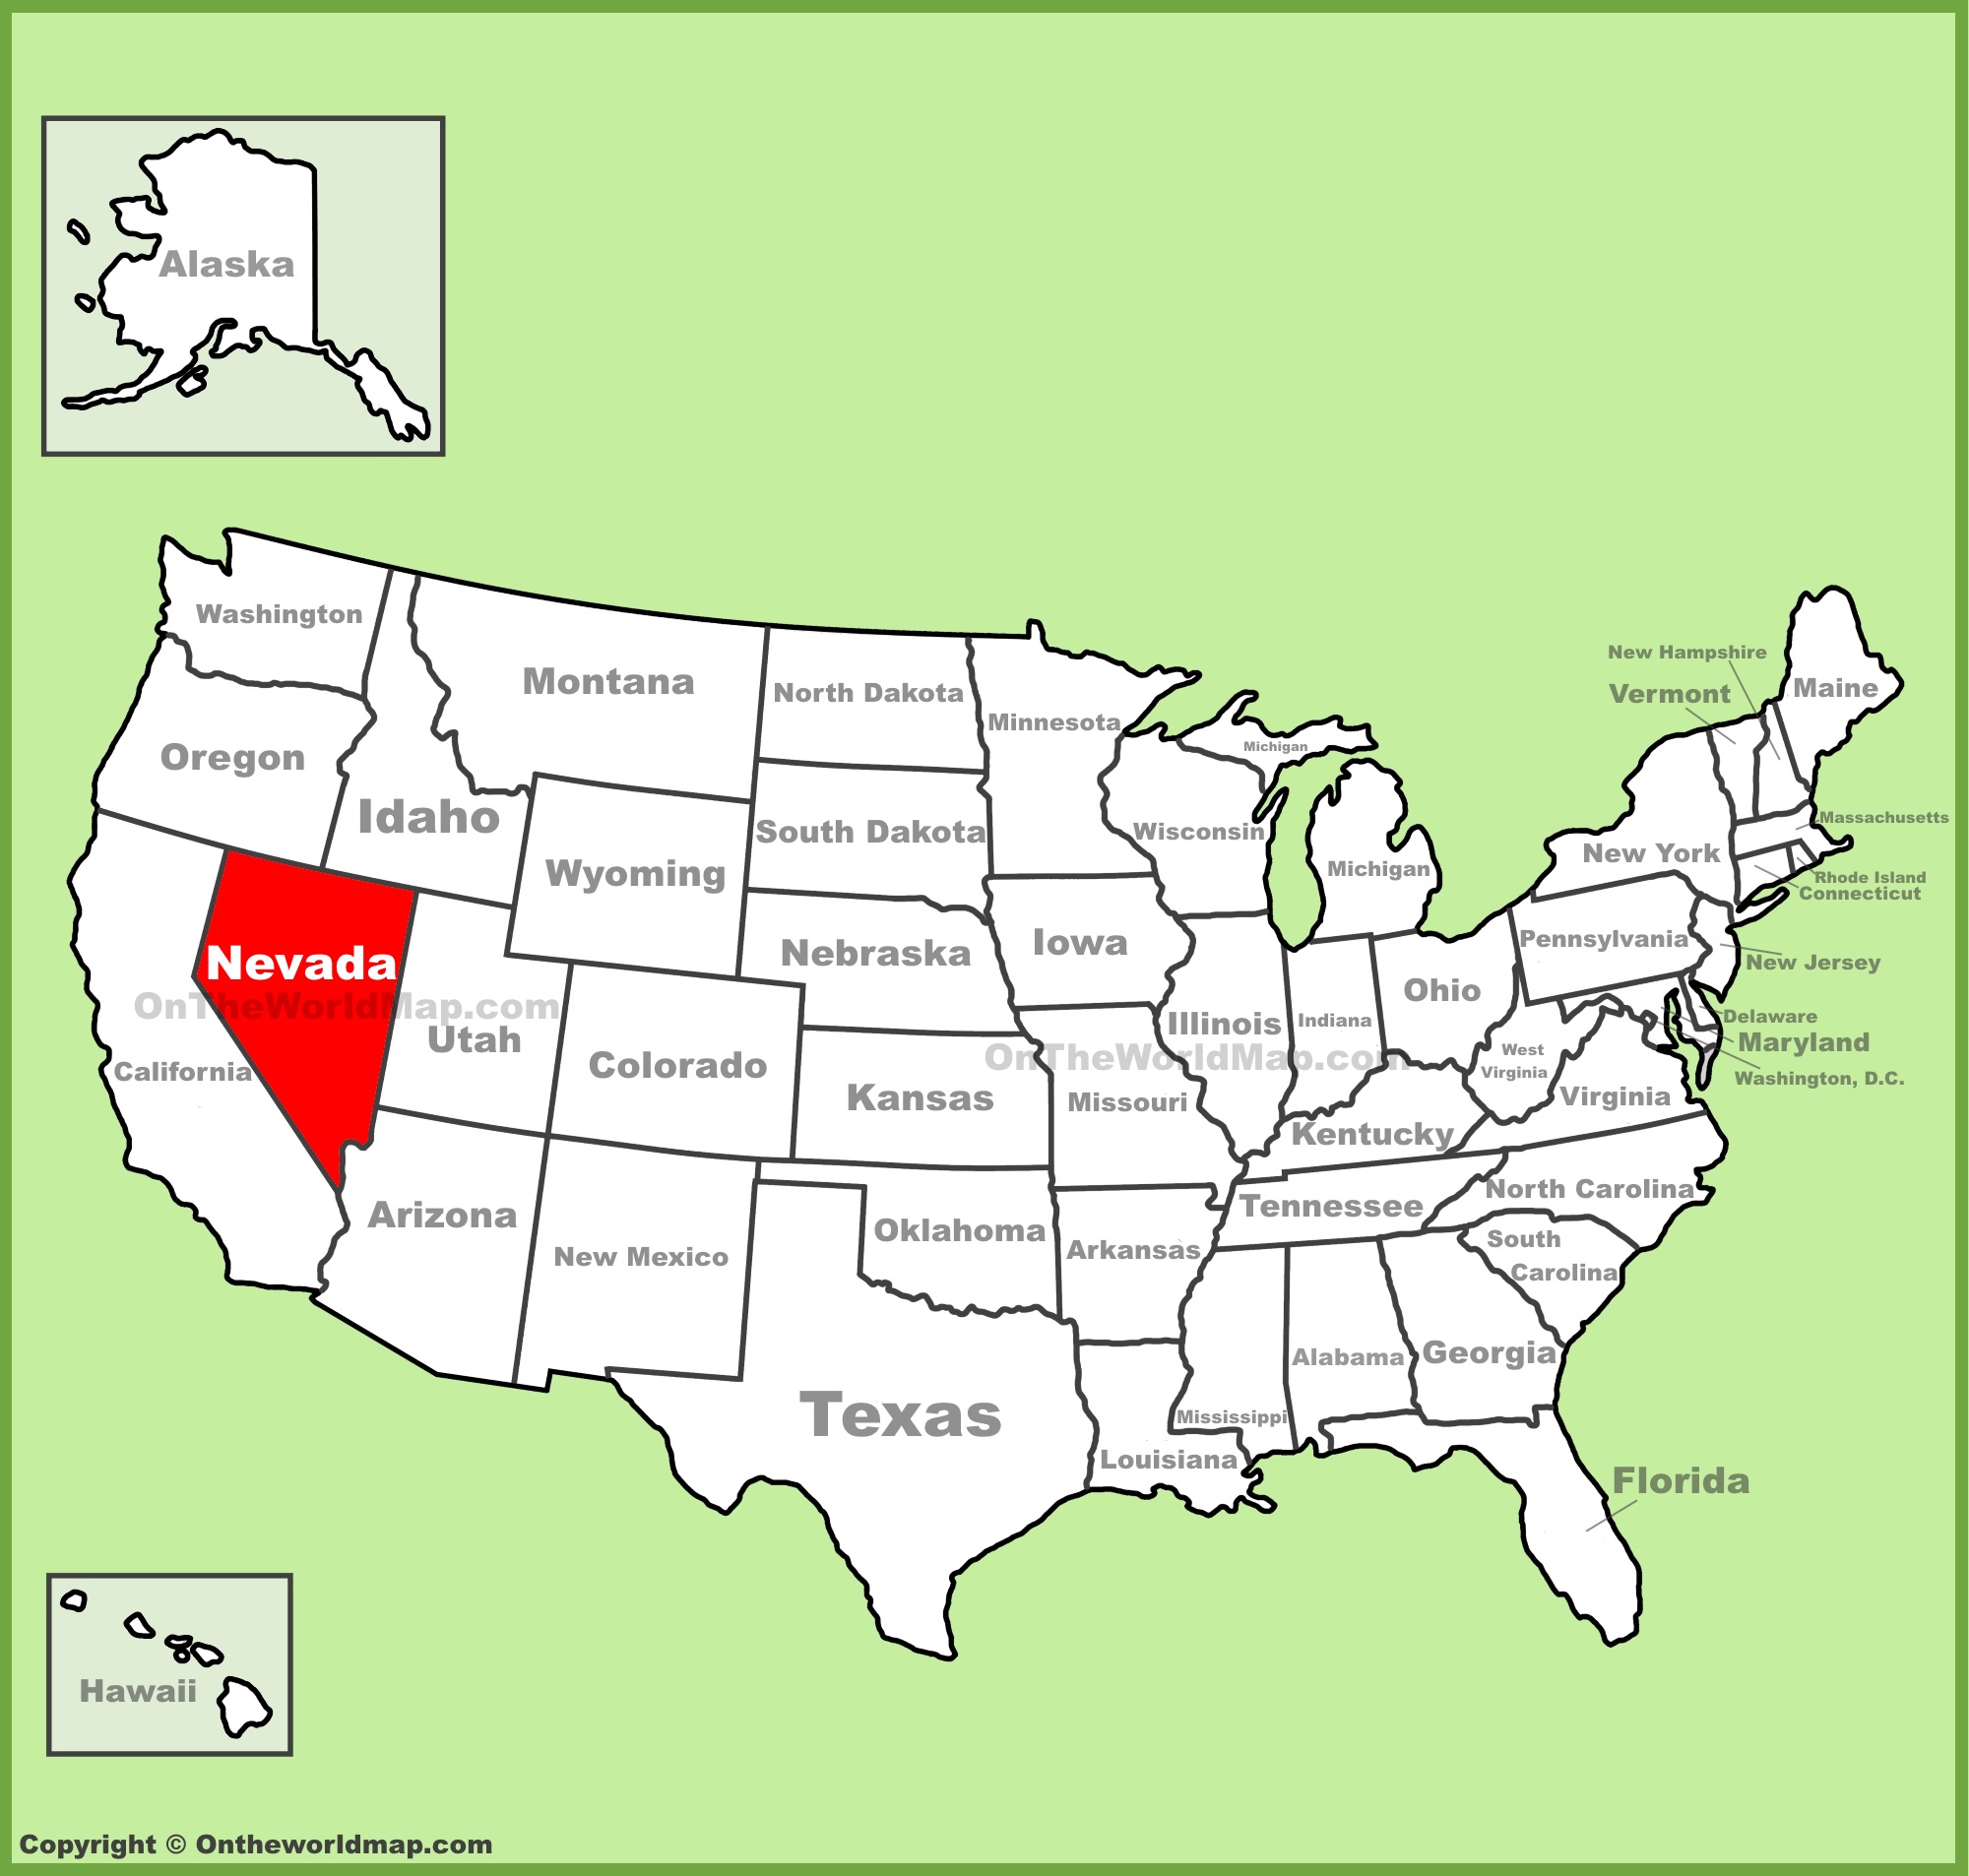 Alaska
Washington
Montana
North Dakota
Minnesota
Michigan
New Hampshire
Vermont
Maine
Oregon
Idaho
South Dakota
Wisconsin
Michigan
New York
Massachusetts
Rhode Island
Connecticut
Wyoming
Nevada
Nebraska
Iowa
Pennsylvania
New Jersey
OnTheWorldMap.com
Utah
Colorado
Illinois
Indiana
Ohio
Delaware
Maryland
Washington, D.C.
OnTheWorldMap.com
California
Kansas
Missouri
West
Virginia
Virginia
Kentucky
Arizona
New Mexico
Oklahoma
Arkansas
Tennessee
North Carolina
South
Carolina
Texas
Louisiana
Mississippi
Alabama
Georgia
Florida
Hawaii
Copyright © Ontheworldmap.com